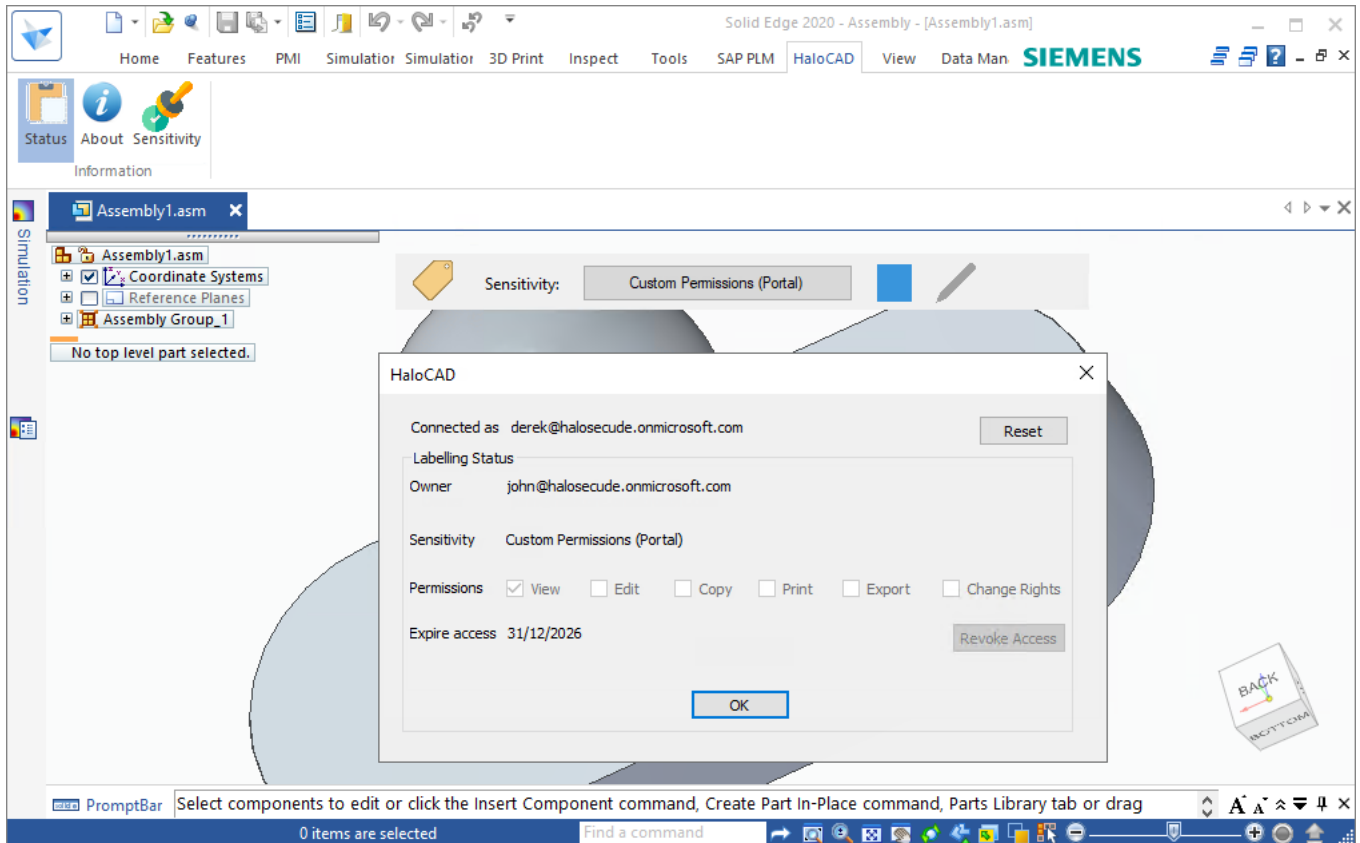 Solid Edge 2020 - Assembly - [Assembly1.asm]
Home Features PMI Simulation Simulation 3D Print Inspect Tools SAP PLM HaloCAD View Data Man SIEMENS
Status About Sensitivity
Information
Assembly1.asm
Simulation
Assembly1.asm
Coordinate Systems
Reference Planes
Assembly Group_1
No top level part selected.
Sensitivity: Custom Permissions (Portal)
HaloCAD
Connected as derek@halosecude.onmicrosoft.com Reset
Labelling Status
Owner john@halosecude.onmicrosoft.com
Sensitivity Custom Permissions (Portal)
Permissions View Edit Copy Print Export Change Rights
Expire access 31/12/2026 Revoke Access
OK
BACK
BOTTOM
PromptBar Select components to edit or click the Insert Component command, Create Part In-Place command, Parts Library tab or drag
0 items are selected Find a command